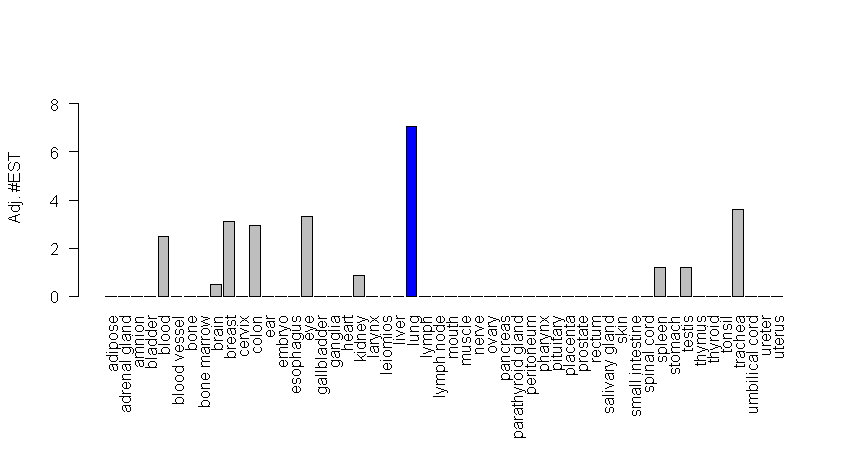 Adj. #EST
8
6
4
2
0
adipose
adrenal gland
amnion
bladder
blood
blood vessel
bone
bone marrow
brain
breast
cervix
colon
ear
embryo
esophagus
eye
gallbladder
ganglia
heart
kidney
larynx
leiomios
liver
lung
lymph
lymph node
mouth
muscle
nerve
ovary
pancreas
parathyroid gland
peritoneum
pharynx
pituitary
placenta
prostate
rectum
salivary gland
skin
small intestine
spinal cord
spleen
stomach
testis
thymus
thyroid
tonsil
trachea
umbilical cord
ureter
uterus